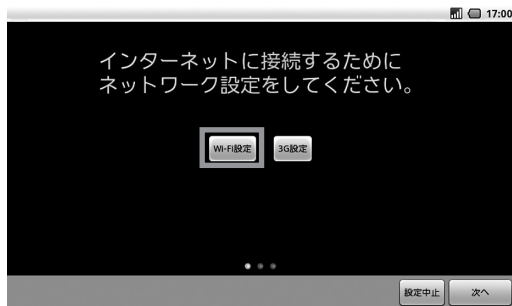 17:00
インターネットに接続するために
ネットワーク設定をしてください。
Wi-Fi設定
3G設定
設定中止
次へ